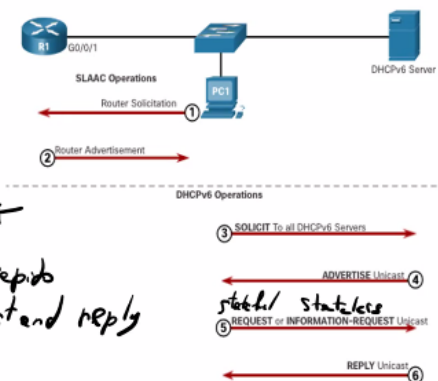 R1
G0/0/1
DHCPv6 Server
SLAAC Operations
PC1
Router Solicitation
1
2
Router Advertisement
DHCPv6 Operations
3
SOLICIT To all DHCPv6 Servers
ADVERTISE Unicast
4
stateful stateless
5
REQUEST or INFORMATION-REQUEST Unicast
and reply
REPLY Unicast
6